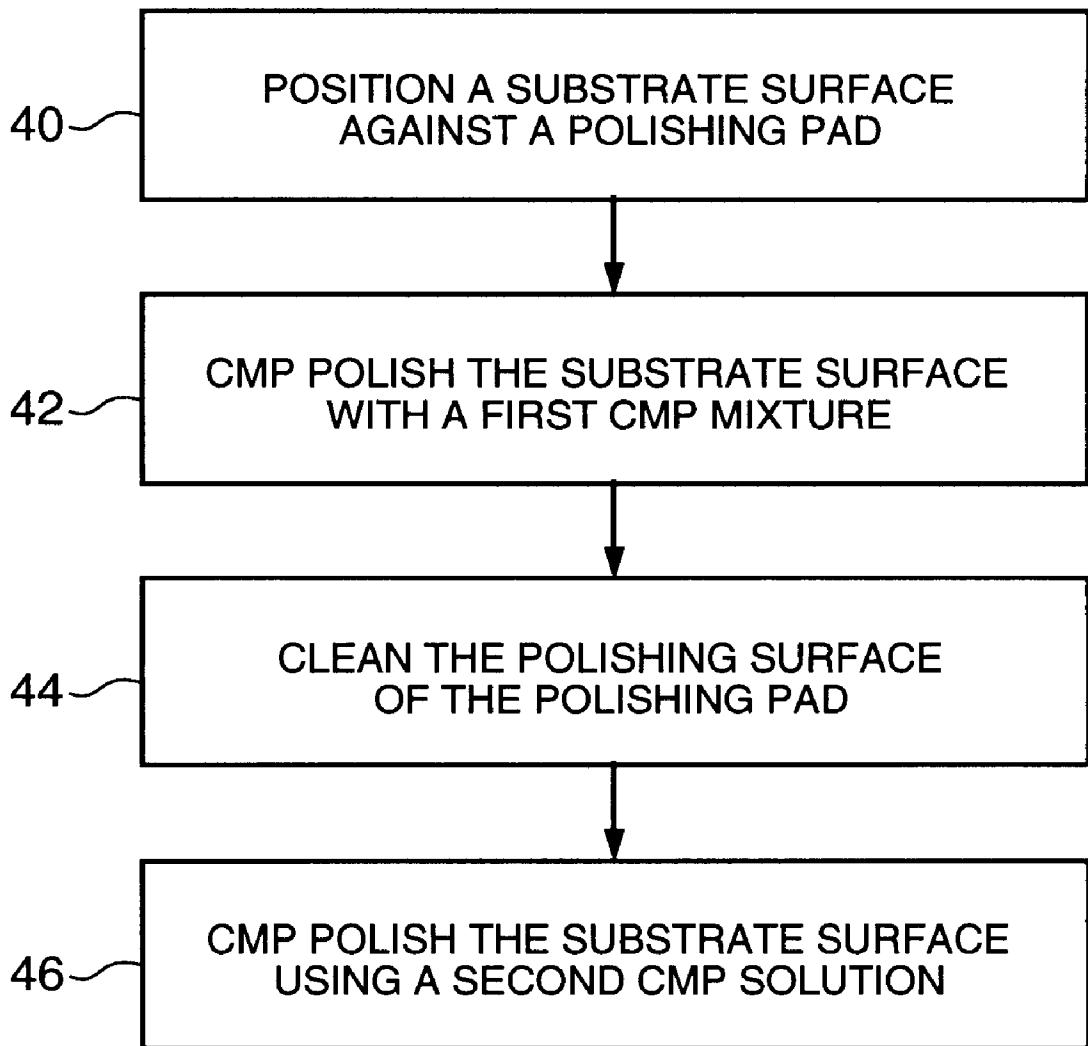 40
POSITION A SUBSTRATE SURFACE
AGAINST A POLISHING PAD
42
CMP POLISH THE SUBSTRATE SURFACE
WITH A FIRST CMP MIXTURE
44
CLEAN THE POLISHING SURFACE
OF THE POLISHING PAD
46
CMP POLISH THE SUBSTRATE SURFACE
USING A SECOND CMP SOLUTION